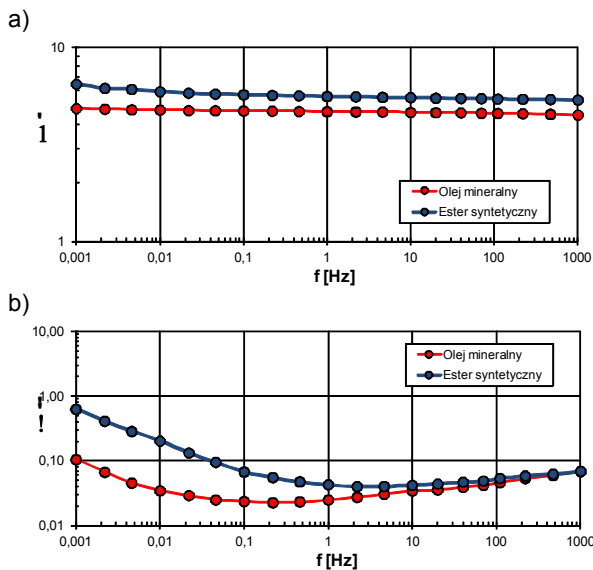 a)
10
1
Olej mineralny
Ester syntetyczny
0,001 0,01 0,1 1 10 100 1000
f [Hz]
b)
10,00
1,00
0,10
0,01
Olej mineralny
Ester syntetyczny
0,001 0,01 0,1 1 10 100 1000
f [Hz]